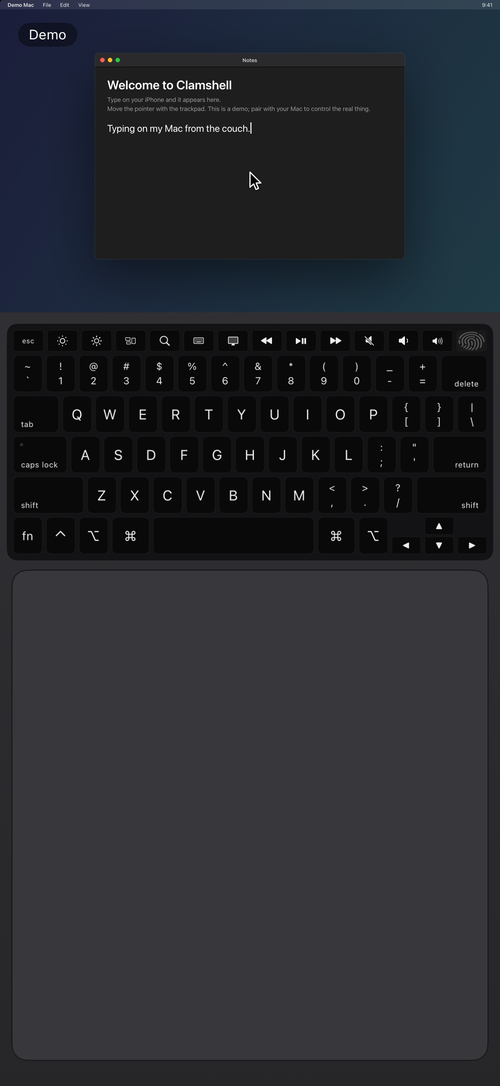 Demo Mac File Edit View 9:41
Demo
Notes
Welcome to Clamshell
Type on your iPhone and it appears here.
Move the pointer with the trackpad. This is a demo; pair with your Mac to control the real thing.
Typing on my Mac from the couch.
esc
~ ! @ # $ % ^ & * ( ) _ +
` 1 2 3 4 5 6 7 8 9 0 - = delete
tab Q W E R T Y U I O P { [ } ] | \
caps lock A S D F G H J K L : ; " ' return
shift Z X C V B N M < , > . ? / shift
fn ^ ⌥ ⌘ ⌘ ⌥ ◀ ▲ ▼ ▶